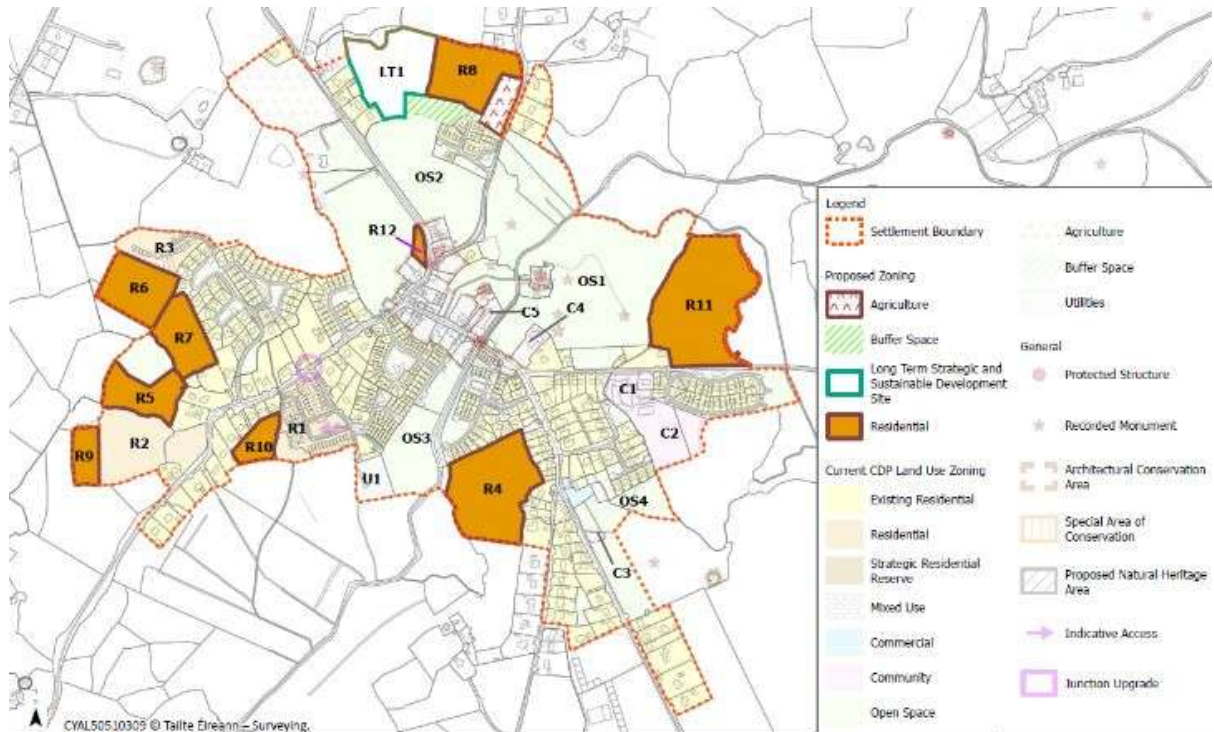 LT1
R8
OS2
R12
R3
OS1
R6
R11
C5
C4
R7
R5
C1
R2
R10
R1
OS3
C2
R9
U1
R4
OS4
C3
CYAL50510309 © Tailte Éireann – Surveying.
Legend
Settlement Boundary
Proposed Zoning
Agriculture
Buffer Space
Long Term Strategic and
Sustainable Development
Site
Residential
Current CDP Land Use Zoning
Existing Residential
Residential
Strategic Residential
Reserve
Mixed Use
Commercial
Community
Open Space
Agriculture
Buffer Space
Utilities
General
Protected Structure
Recorded Monument
Architectural Conservation
Area
Special Area of
Conservation
Proposed Natural Heritage
Area
Indicative Access
Junction Upgrade